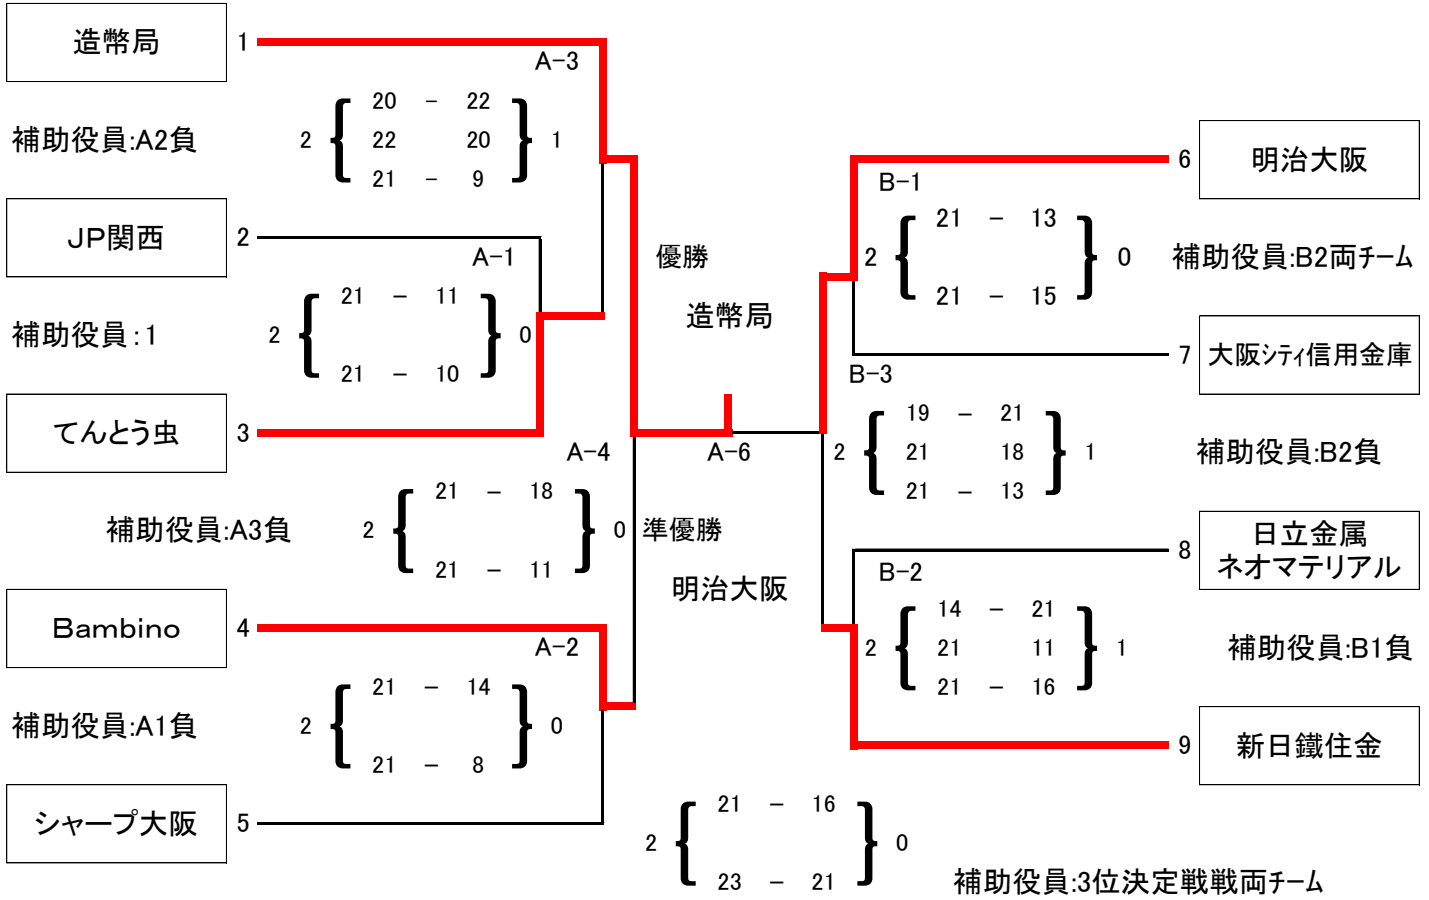 造幣局 1
A-3
20 - 22
補助役員:A2負 2 22 20 1
21 - 9
JP関西 2
A-1
21 - 11
補助役員:1 2 0
21 - 10
てんとう虫 3
A-4
21 - 18
補助役員:A3負 2 0
21 - 11
Bambino 4
A-2
21 - 14
補助役員:A1負 2 0
21 - 8
シャープ大阪 5
優勝
造幣局
A-6
準優勝
明治大阪
6 明治大阪
B-1
21 - 13
2 0 補助役員:B2両チーム
21 - 15
7 大阪シティ信用金庫
B-3
19 - 21
2 21 18 1 補助役員:B2負
21 - 13
8 日立金属
ネオマテリアル
B-2
14 - 21
2 21 11 1 補助役員:B1負
21 - 16
9 新日鐵住金
21 - 16
2 0
23 - 21
補助役員:3位決定戦戦両チーム